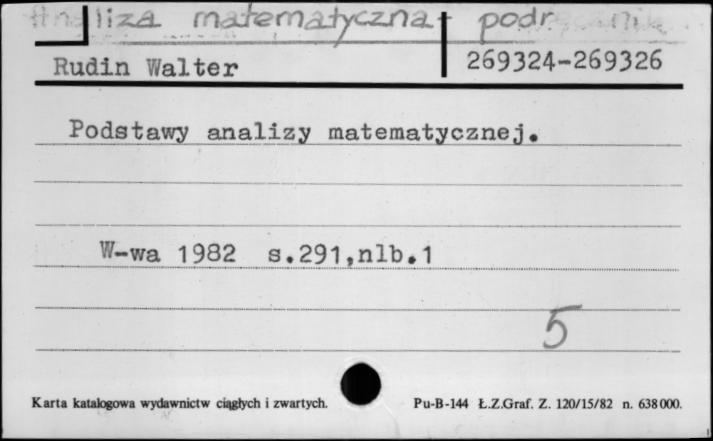 Analiza matematyczna podręcznik
Rudin Walter
269324-269326
Podstawy analizy matematycznej.
W-wa 1982 s.291,nlb.1
5
Karta katalogowa wydawnictw ciągłych i zwartych.
Pu-B-144 Ł.Z.Graf. Z. 120/15/82 n. 638000.